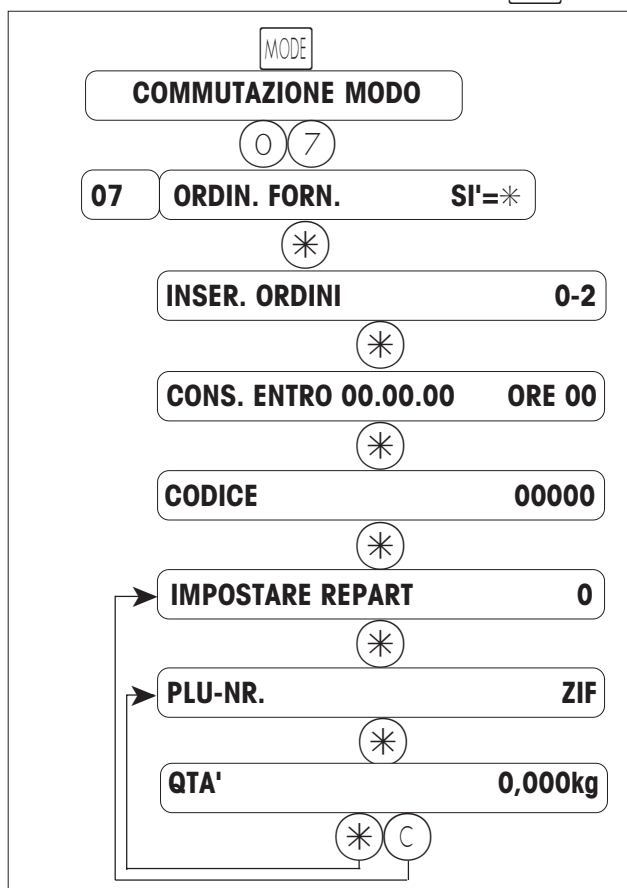 MODE
COMMUTAZIONE MODO
0 7
07 ORDIN. FORN. SI'=✳
✳
INSER. ORDINI 0-2
✳
CONS. ENTRO 00.00.00 ORE 00
✳
CODICE 00000
✳
IMPOSTARE REPART 0
✳
PLU-NR. ZIF
✳
QTA' 0,000kg
✳ C